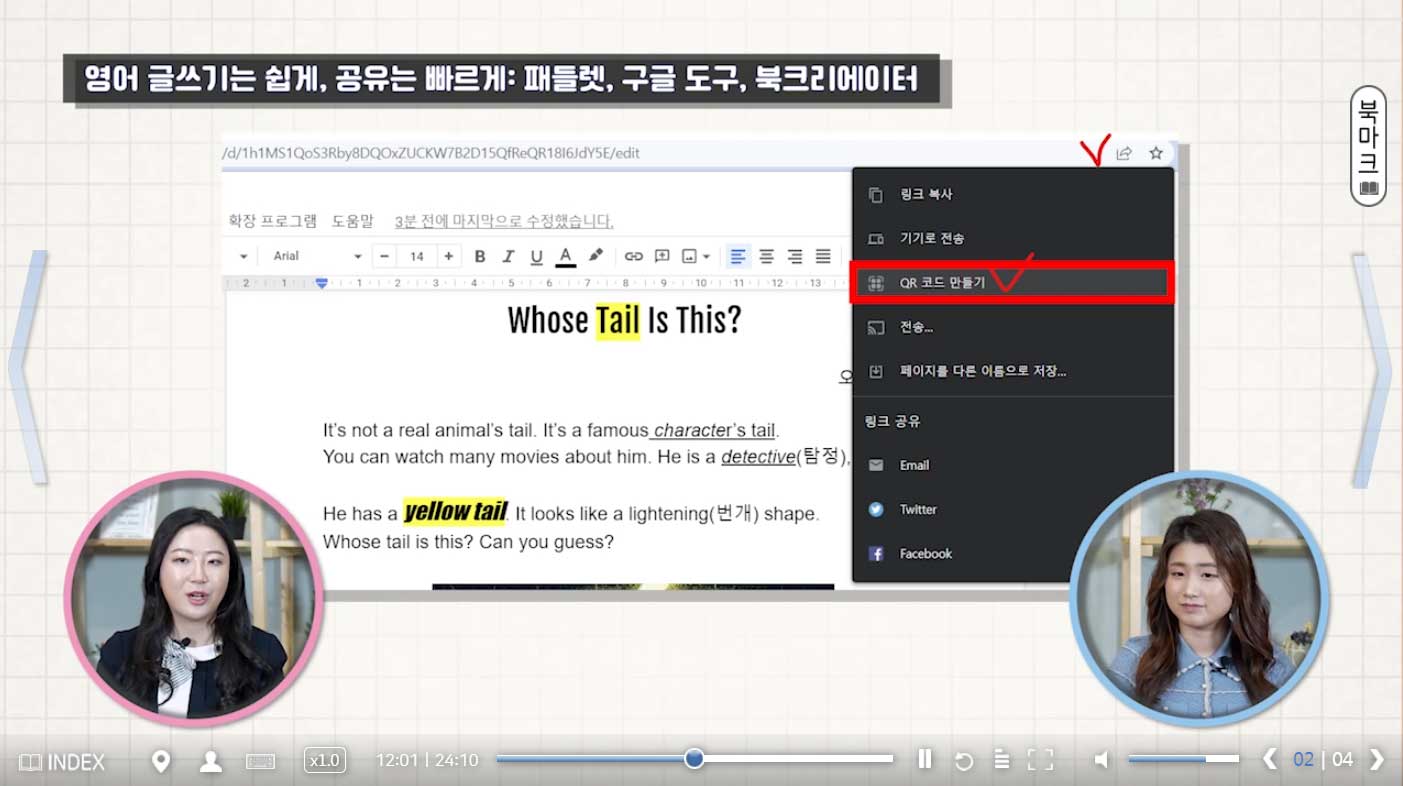 영어 글쓰기는 쉽게, 공유는 빠르게: 패들렛, 구글 도구, 북크리에이터
북마크
/d/1h1MS1QoS3Rby8DQOxZUCKW7B2D15QfReQR18I6JdY5E/edit
확장 프로그램 도움말 3분 전에 마지막으로 수정했습니다.
Arial - 14 + B I U A
2 1 1 2 3 4 5 6 7 8 9 10 11 12 13
Whose Tail Is This?
오
It's not a real animal's tail. It's a famous character's tail.
You can watch many movies about him. He is a detective(탐정),
He has a yellow tail. It looks like a lightening(번개) shape.
Whose tail is this? Can you guess?
링크 복사
기기로 전송
QR 코드 만들기
전송...
페이지를 다른 이름으로 저장...
링크 공유
Email
Twitter
Facebook
INDEX x1.0 12:01 | 24:10 02 | 04